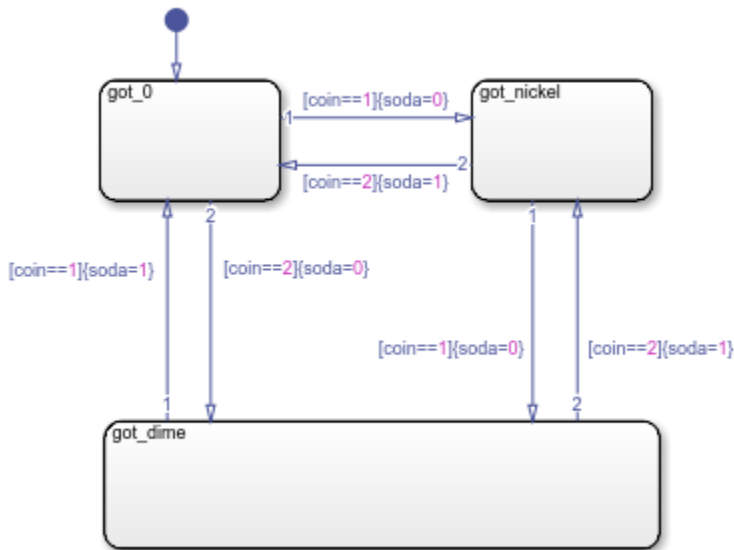 got_0
[coin==1]{soda=0}
got_nickel
1
2
[coin==2]{soda=1}
2
1
[coin==1]{soda=1}
[coin==2]{soda=0}
[coin==1]{soda=0}
[coin==2]{soda=1}
1
2
got_dime